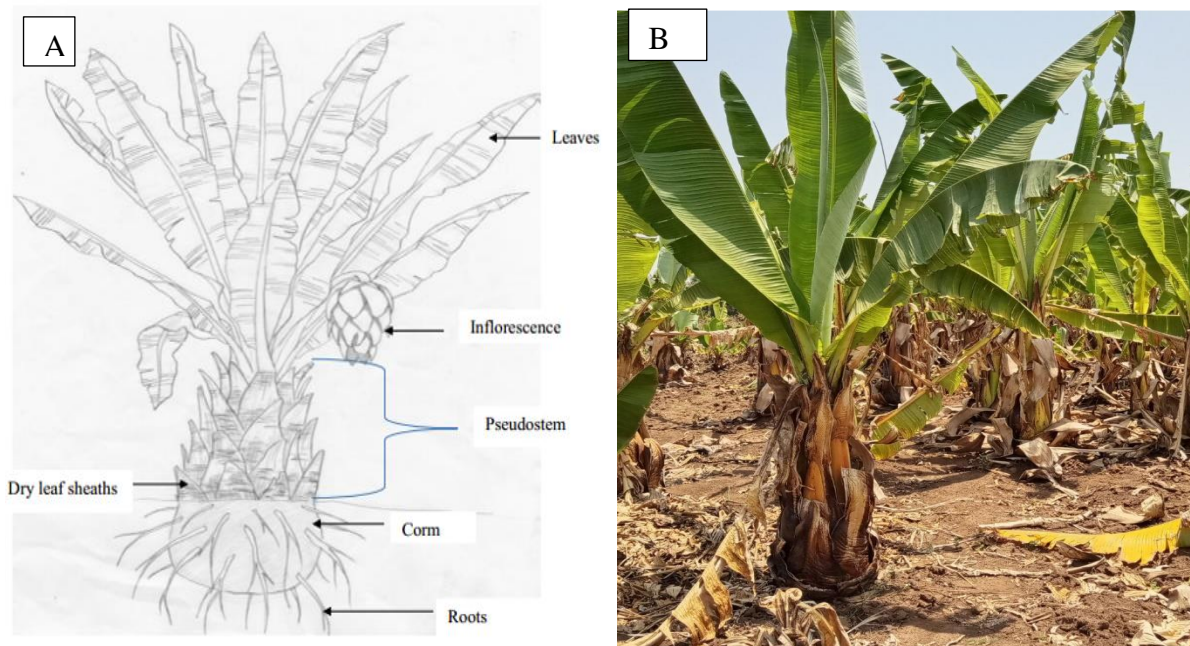 A
B
Leaves
Inflorescence
Pseudostem
Dry leaf sheaths
Corm
Roots